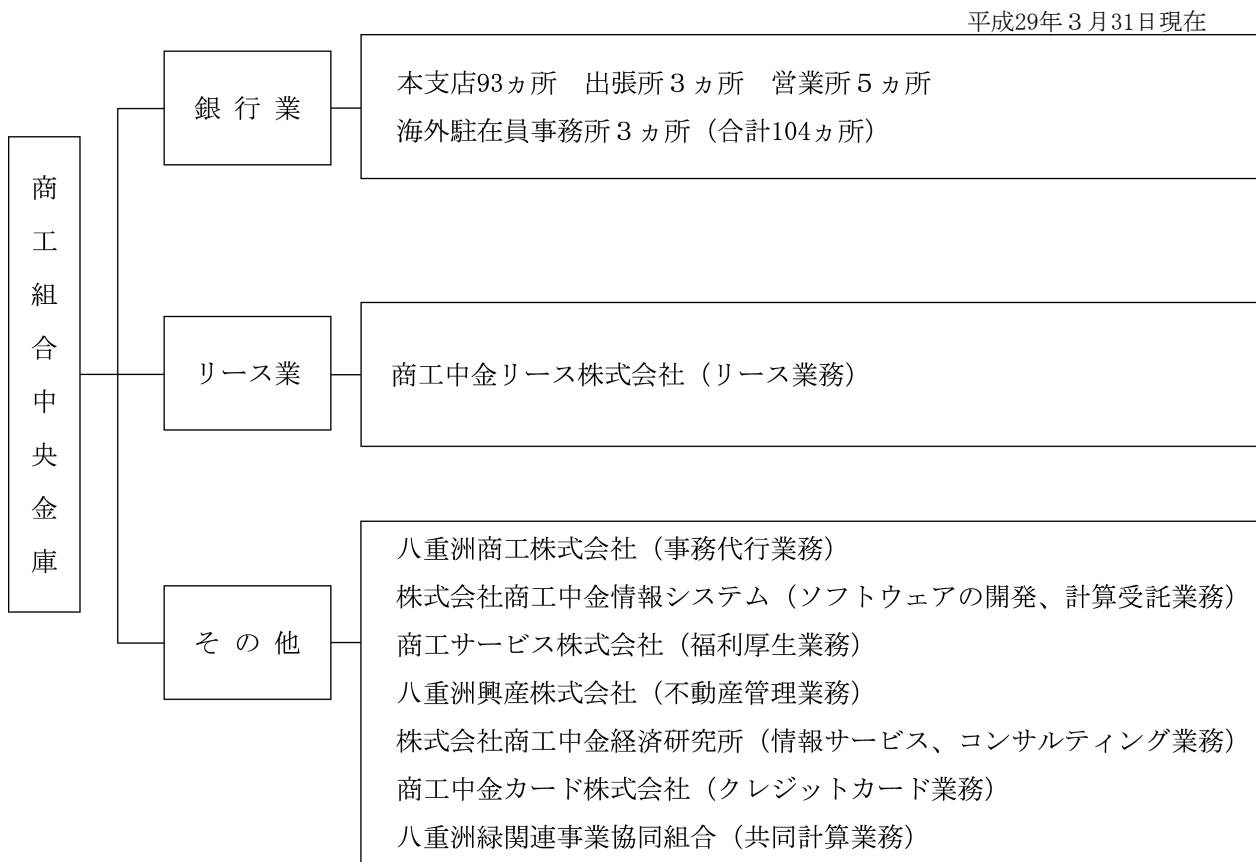 平成29年３月31日現在
商工組合中央金庫
銀行業
本支店93ヵ所　出張所３ヵ所　営業所５ヵ所
海外駐在員事務所３ヵ所（合計104ヵ所）
リース業
商工中金リース株式会社（リース業務）
その他
八重洲商工株式会社（事務代行業務）
株式会社商工中金情報システム（ソフトウェアの開発、計算受託業務）
商工サービス株式会社（福利厚生業務）
八重洲興産株式会社（不動産管理業務）
株式会社商工中金経済研究所（情報サービス、コンサルティング業務）
商工中金カード株式会社（クレジットカード業務）
八重洲緑関連事業協同組合（共同計算業務）